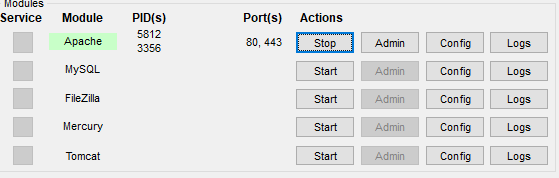 Modules
Service Module PID(s) Port(s) Actions
Apache 5812 3356 80, 443 Stop Admin Config Logs
MySQL Start Admin Config Logs
FileZilla Start Admin Config Logs
Mercury Start Admin Config Logs
Tomcat Start Admin Config Logs